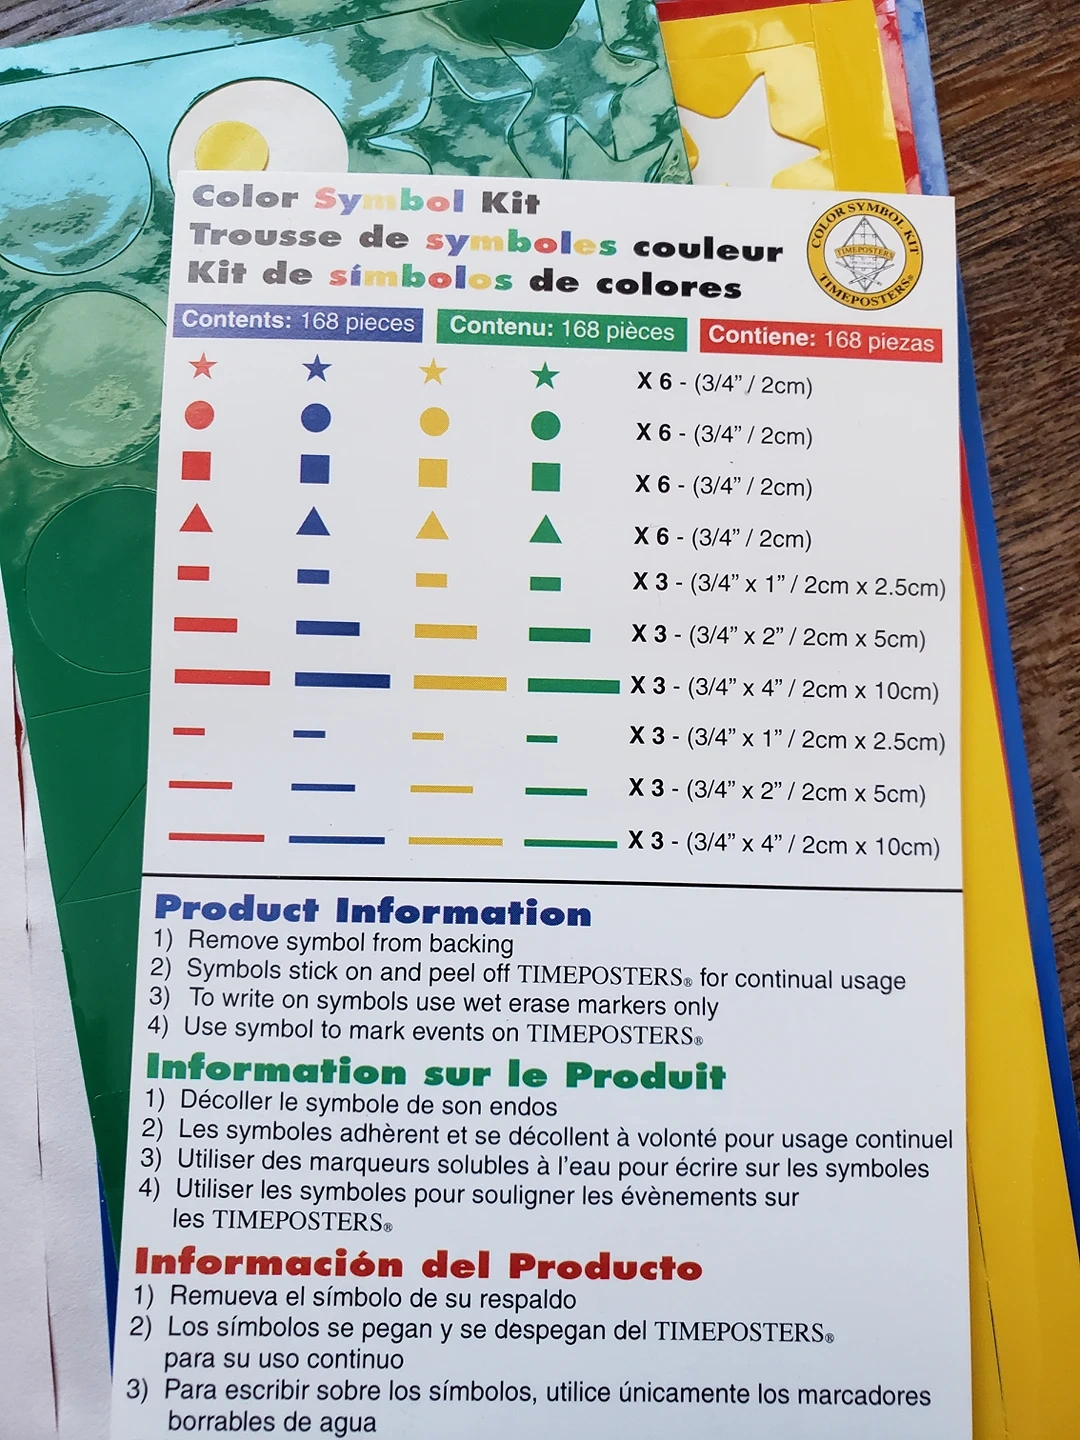 Color Symbol Kit
Trousse de symboles couleur
Kit de símbolos de colores
COLOR SYMBOL KIT
TIMEPOSTERS
TIMEPOSTERS®
Contents: 168 pieces
Contenu: 168 pièces
Contiene: 168 piezas
X 6 - (3/4” / 2cm)
X 6 - (3/4” / 2cm)
X 6 - (3/4” / 2cm)
X 6 - (3/4” / 2cm)
X 3 - (3/4” x 1” / 2cm x 2.5cm)
X 3 - (3/4” x 2” / 2cm x 5cm)
X 3 - (3/4” x 4” / 2cm x 10cm)
X 3 - (3/4” x 1” / 2cm x 2.5cm)
X 3 - (3/4” x 2” / 2cm x 5cm)
X 3 - (3/4” x 4” / 2cm x 10cm)
Product Information
1) Remove symbol from backing
2) Symbols stick on and peel off TIMEPOSTERS® for continual usage
3) To write on symbols use wet erase markers only
4) Use symbol to mark events on TIMEPOSTERS®
Information sur le Produit
1) Décoller le symbole de son endos
2) Les symboles adhèrent et se décollent à volonté pour usage continuel
3) Utiliser des marqueurs solubles à l’eau pour écrire sur les symboles
4) Utiliser les symboles pour souligner les évènements sur
les TIMEPOSTERS®
Información del Producto
1) Remueva el símbolo de su respaldo
2) Los símbolos se pegan y se despegan del TIMEPOSTERS®
para su uso continuo
3) Para escribir sobre los símbolos, utilice únicamente los marcadores
borrables de agua